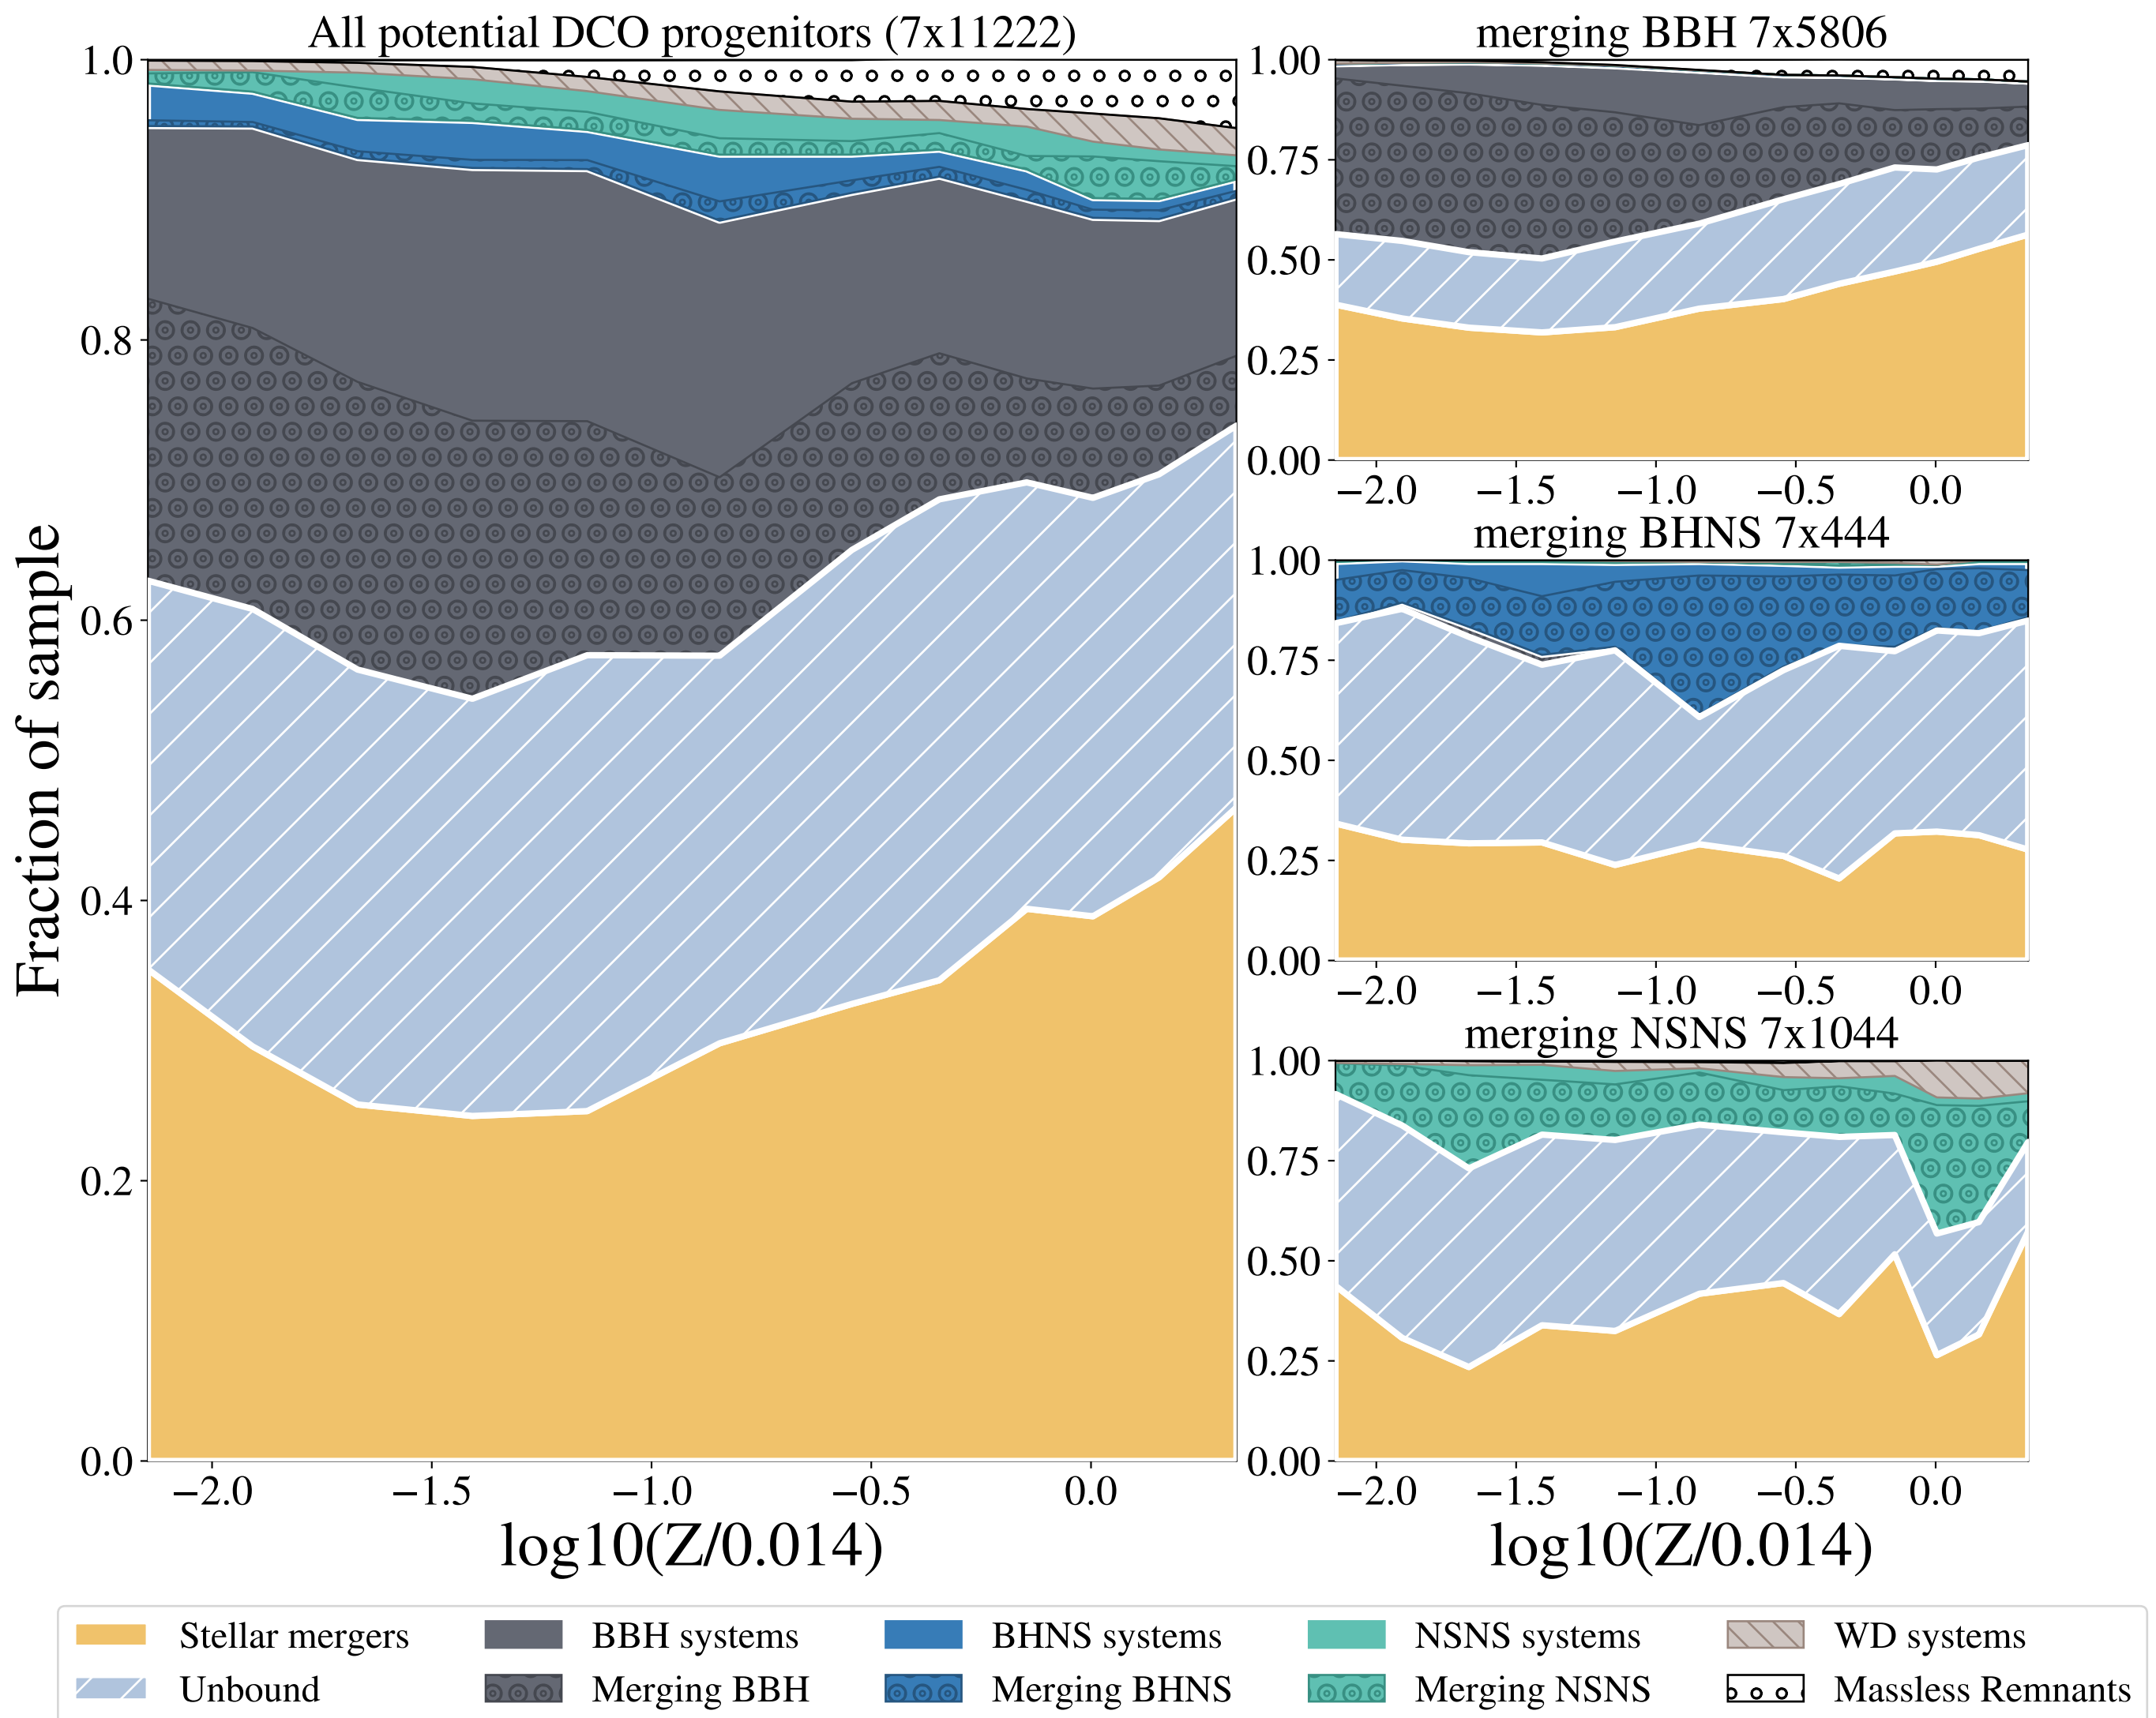 All potential DCO progenitors (7x11222)
1.0
0.8
0.6
0.4
0.2
0.0
Fraction of sample
−2.0 −1.5 −1.0 −0.5 0.0
log10(Z/0.014)
merging BBH 7x5806
1.00
0.75
0.50
0.25
0.00
−2.0 −1.5 −1.0 −0.5 0.0
merging BHNS 7x444
1.00
0.75
0.50
0.25
0.00
−2.0 −1.5 −1.0 −0.5 0.0
merging NSNS 7x1044
1.00
0.75
0.50
0.25
0.00
−2.0 −1.5 −1.0 −0.5 0.0
log10(Z/0.014)
Stellar mergers BBH systems BHNS systems NSNS systems WD systems
Unbound Merging BBH Merging BHNS Merging NSNS Massless Remnants